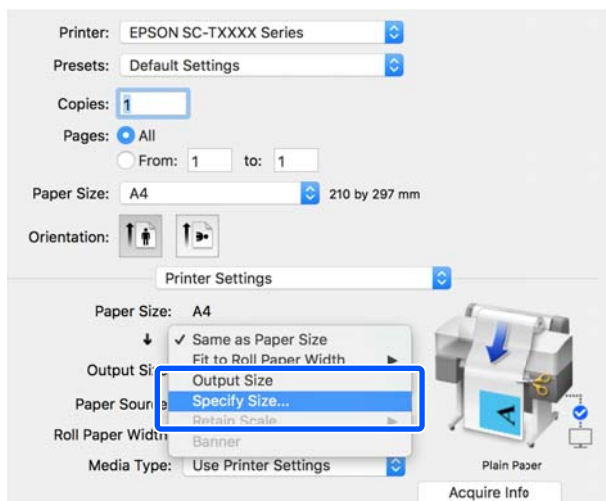 Printer: EPSON SC-TXXXX Series
Presets: Default Settings
Copies: 1
Pages: All
From: 1 to: 1
Paper Size: A4 210 by 297 mm
Orientation:
Printer Settings
Paper Size: A4
✓ Same as Paper Size
Fit to Roll Paper Width
Output Size
Specify Size...
Retain Scale
Banner
Output Siz
Paper Source
Roll Paper Width
Media Type: Use Printer Settings
Plain Paper
Acquire Info